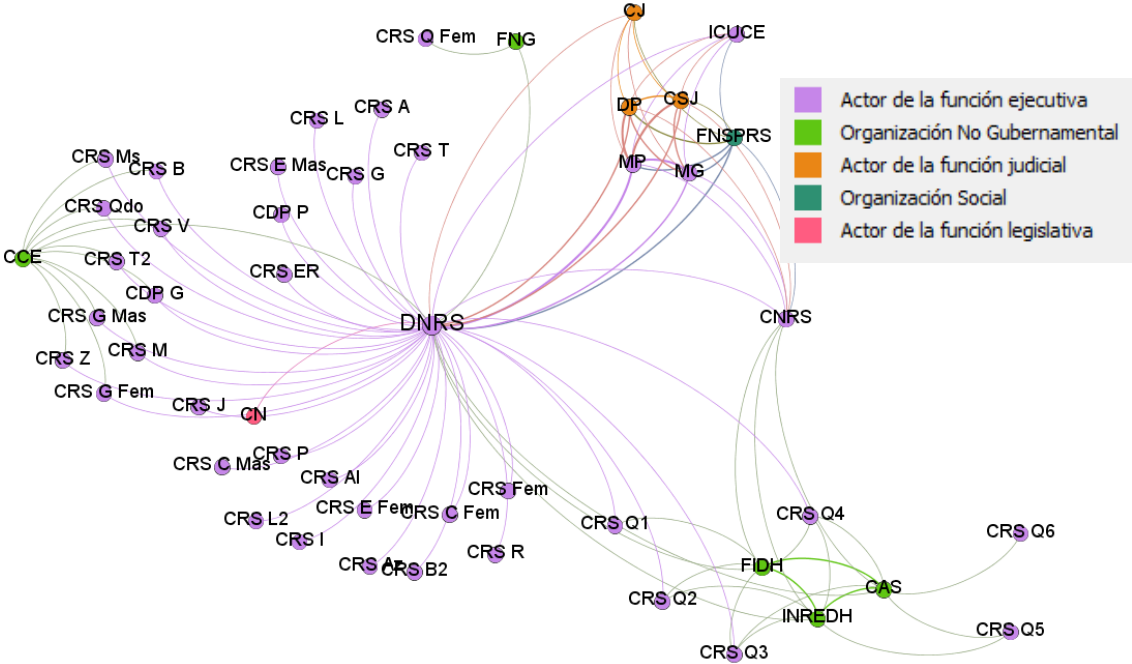 CJ
CRS Q Fem
FNG
ICUCE
DP
CSJ
CRS A
CRS L
FNSPRS
CRS T
CRS Ms
CRS B
CRS E Mas
CRS G
MP
MG
CRS Qdo
CDP P
CRS V
CCE
CRS T2
CRS ER
CDP G
CRS G Mas
DNRS
CNRS
CRS Z
CRS M
CRS G Fem
CRS J
CN
CRS C Mas
CRS P
CRS Al
CRS Fem
CRS L2
CRS E Fem
CRS C Fem
CRS Q1
CRS Q4
CRS I
CRS Q6
CRS R
CRS Az
CRS B2
FIDH
CAS
CRS Q2
INREDH
CRS Q5
CRS Q3
Actor de la función ejecutiva
Organización No Gubernamental
Actor de la función judicial
Organización Social
Actor de la función legislativa